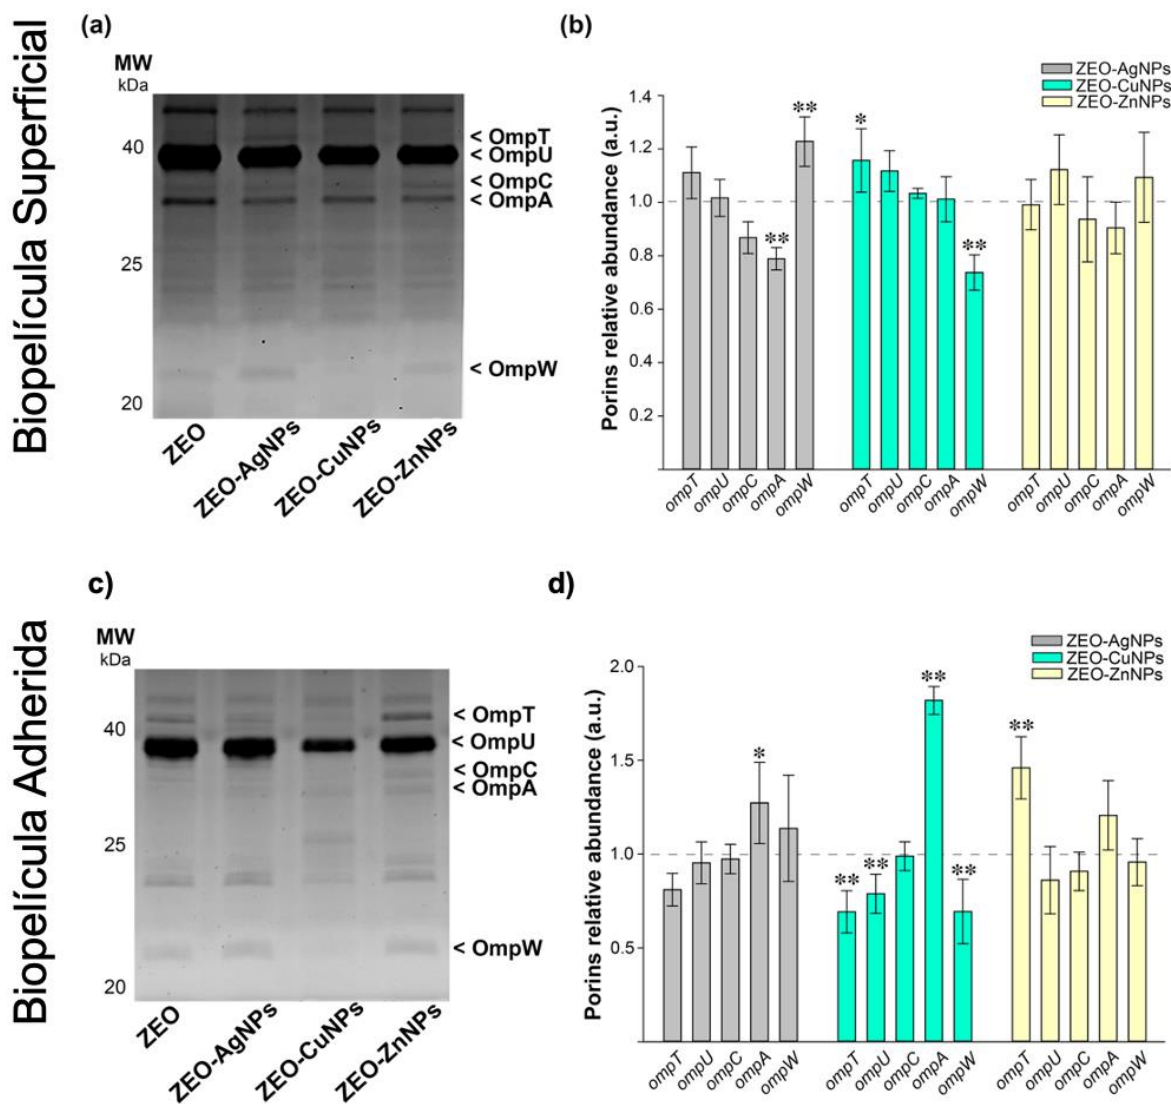 Biopelícula Superficial
(a)
MW
kDa
40
25
20
< OmpT
< OmpU
< OmpC
< OmpA
< OmpW
ZEO
ZEO-AgNPs
ZEO-CuNPs
ZEO-ZnNPs
(b)
ZEO-AgNPs
ZEO-CuNPs
ZEO-ZnNPs
Porins relative abundance (a.u.)
1.4
1.2
1.0
0.8
0.6
0.4
0.2
**
**
*
**
ompT ompU ompC ompA ompW ompT ompU ompC ompA ompW ompT ompU ompC ompA ompW
Biopelícula Adherida
c)
MW
kDa
40
25
20
< OmpT
< OmpU
< OmpC
< OmpA
< OmpW
ZEO
ZEO-AgNPs
ZEO-CuNPs
ZEO-ZnNPs
d)
ZEO-AgNPs
ZEO-CuNPs
ZEO-ZnNPs
Porins relative abundance (a.u.)
2.0
1.5
1.0
0.5
*
**
**
**
**
**
ompT ompU ompC ompA ompW ompT ompU ompC ompA ompW ompT ompU ompC ompA ompW